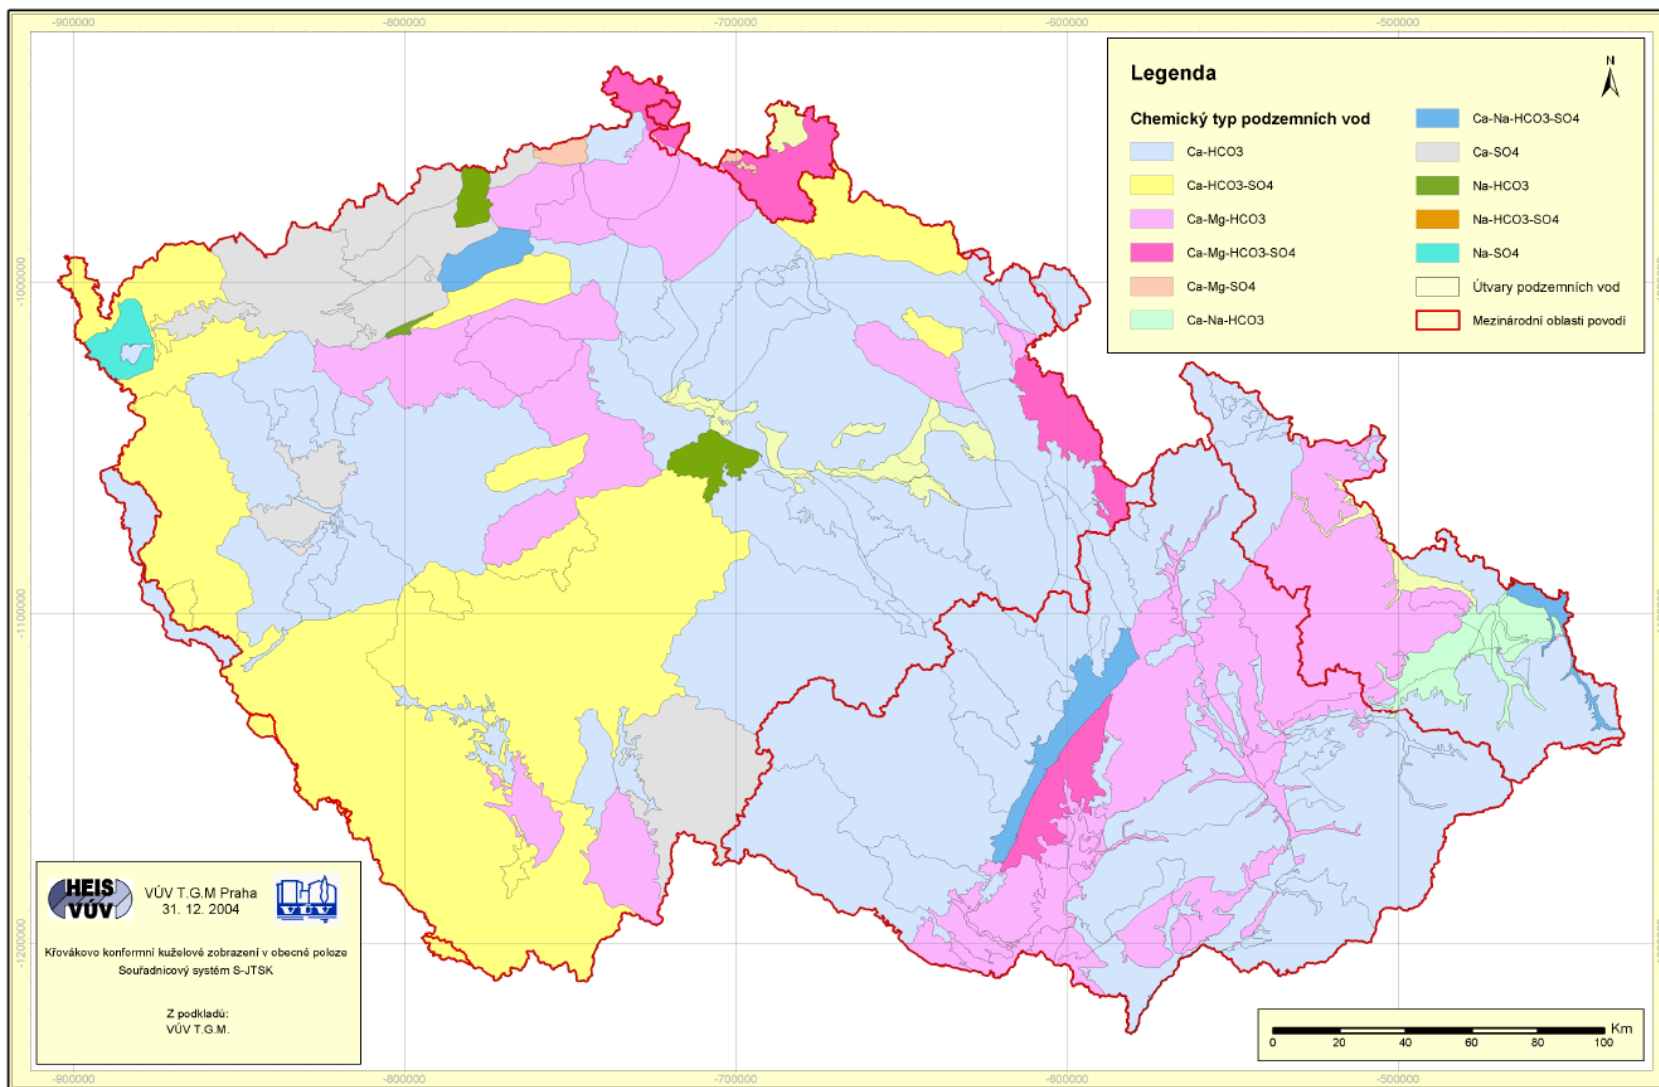 -900000
-800000
-700000
-600000
-500000
Legenda
N
Chemický typ podzemních vod
Ca-HCO3
Ca-HCO3-SO4
Ca-Mg-HCO3
Ca-Mg-HCO3-SO4
Ca-Mg-SO4
Ca-Na-HCO3
Ca-Na-HCO3-SO4
Ca-SO4
Na-HCO3
Na-HCO3-SO4
Na-SO4
Útvary podzemních vod
Mezinárodní oblasti povodí
-1000000
-1100000
-1200000
HEIS
VÚV
VÚV T.G.M Praha
31. 12. 2004
VÚV
Křovákovo konformní kuželové zobrazení v obecné poloze
Souřadnicový systém S-JTSK
Z podkladů:
VÚV T.G.M.
Km
0 20 40 60 80 100
-900000
-800000
-700000
-600000
-500000